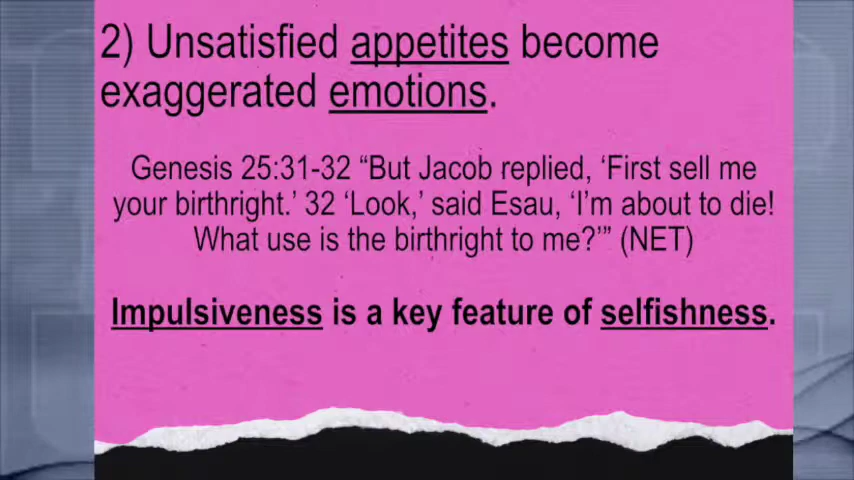 2) Unsatisfied appetites become
exaggerated emotions.
Genesis 25:31-32 “But Jacob replied, ‘First sell me
your birthright.’ 32 ‘Look,’ said Esau, ‘I’m about to die!
What use is the birthright to me?’” (NET)
Impulsiveness is a key feature of selfishness.